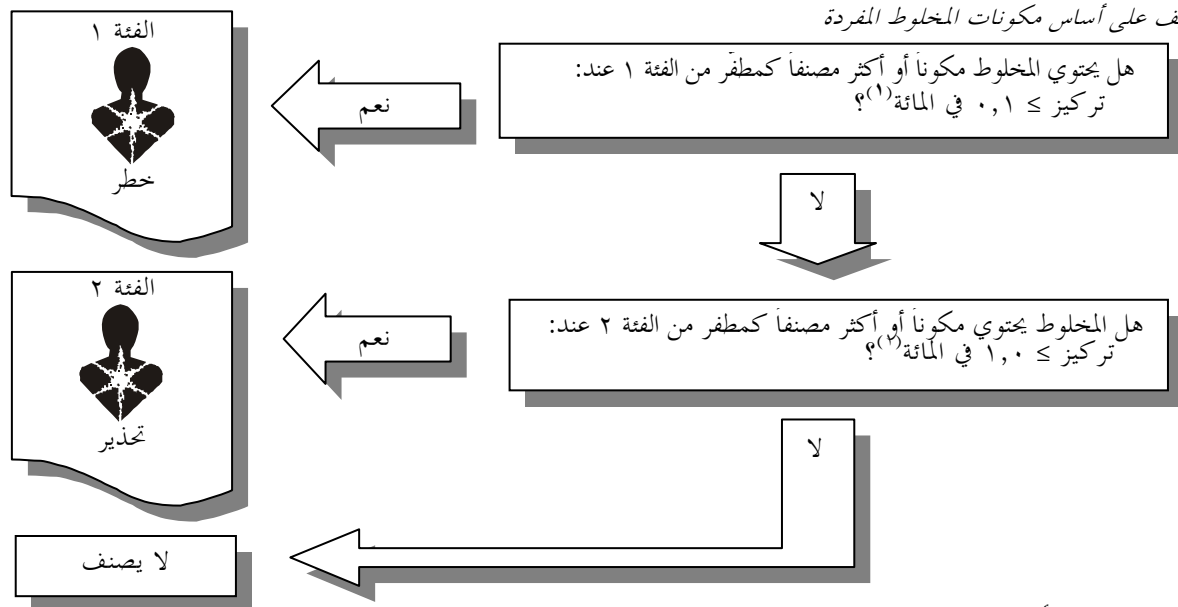 على أساس مكونات المخلوط المفردة
هل يحتوي المخلوط مكوناً أو أكثر مصنفاً كمطفّر من الفئة ١ عند:
تركيز ≥ ٠,١ في المائة(١)؟
نعم
الفئة ١
خطر
لا
هل المخلوط يحتوي مكوناً أو أكثر مصنفاً كمطفر من الفئة ٢ عند:
تركيز ≥ ١,٠ في المائة(٢)؟
نعم
الفئة ٢
تحذير
لا
لا يصنف